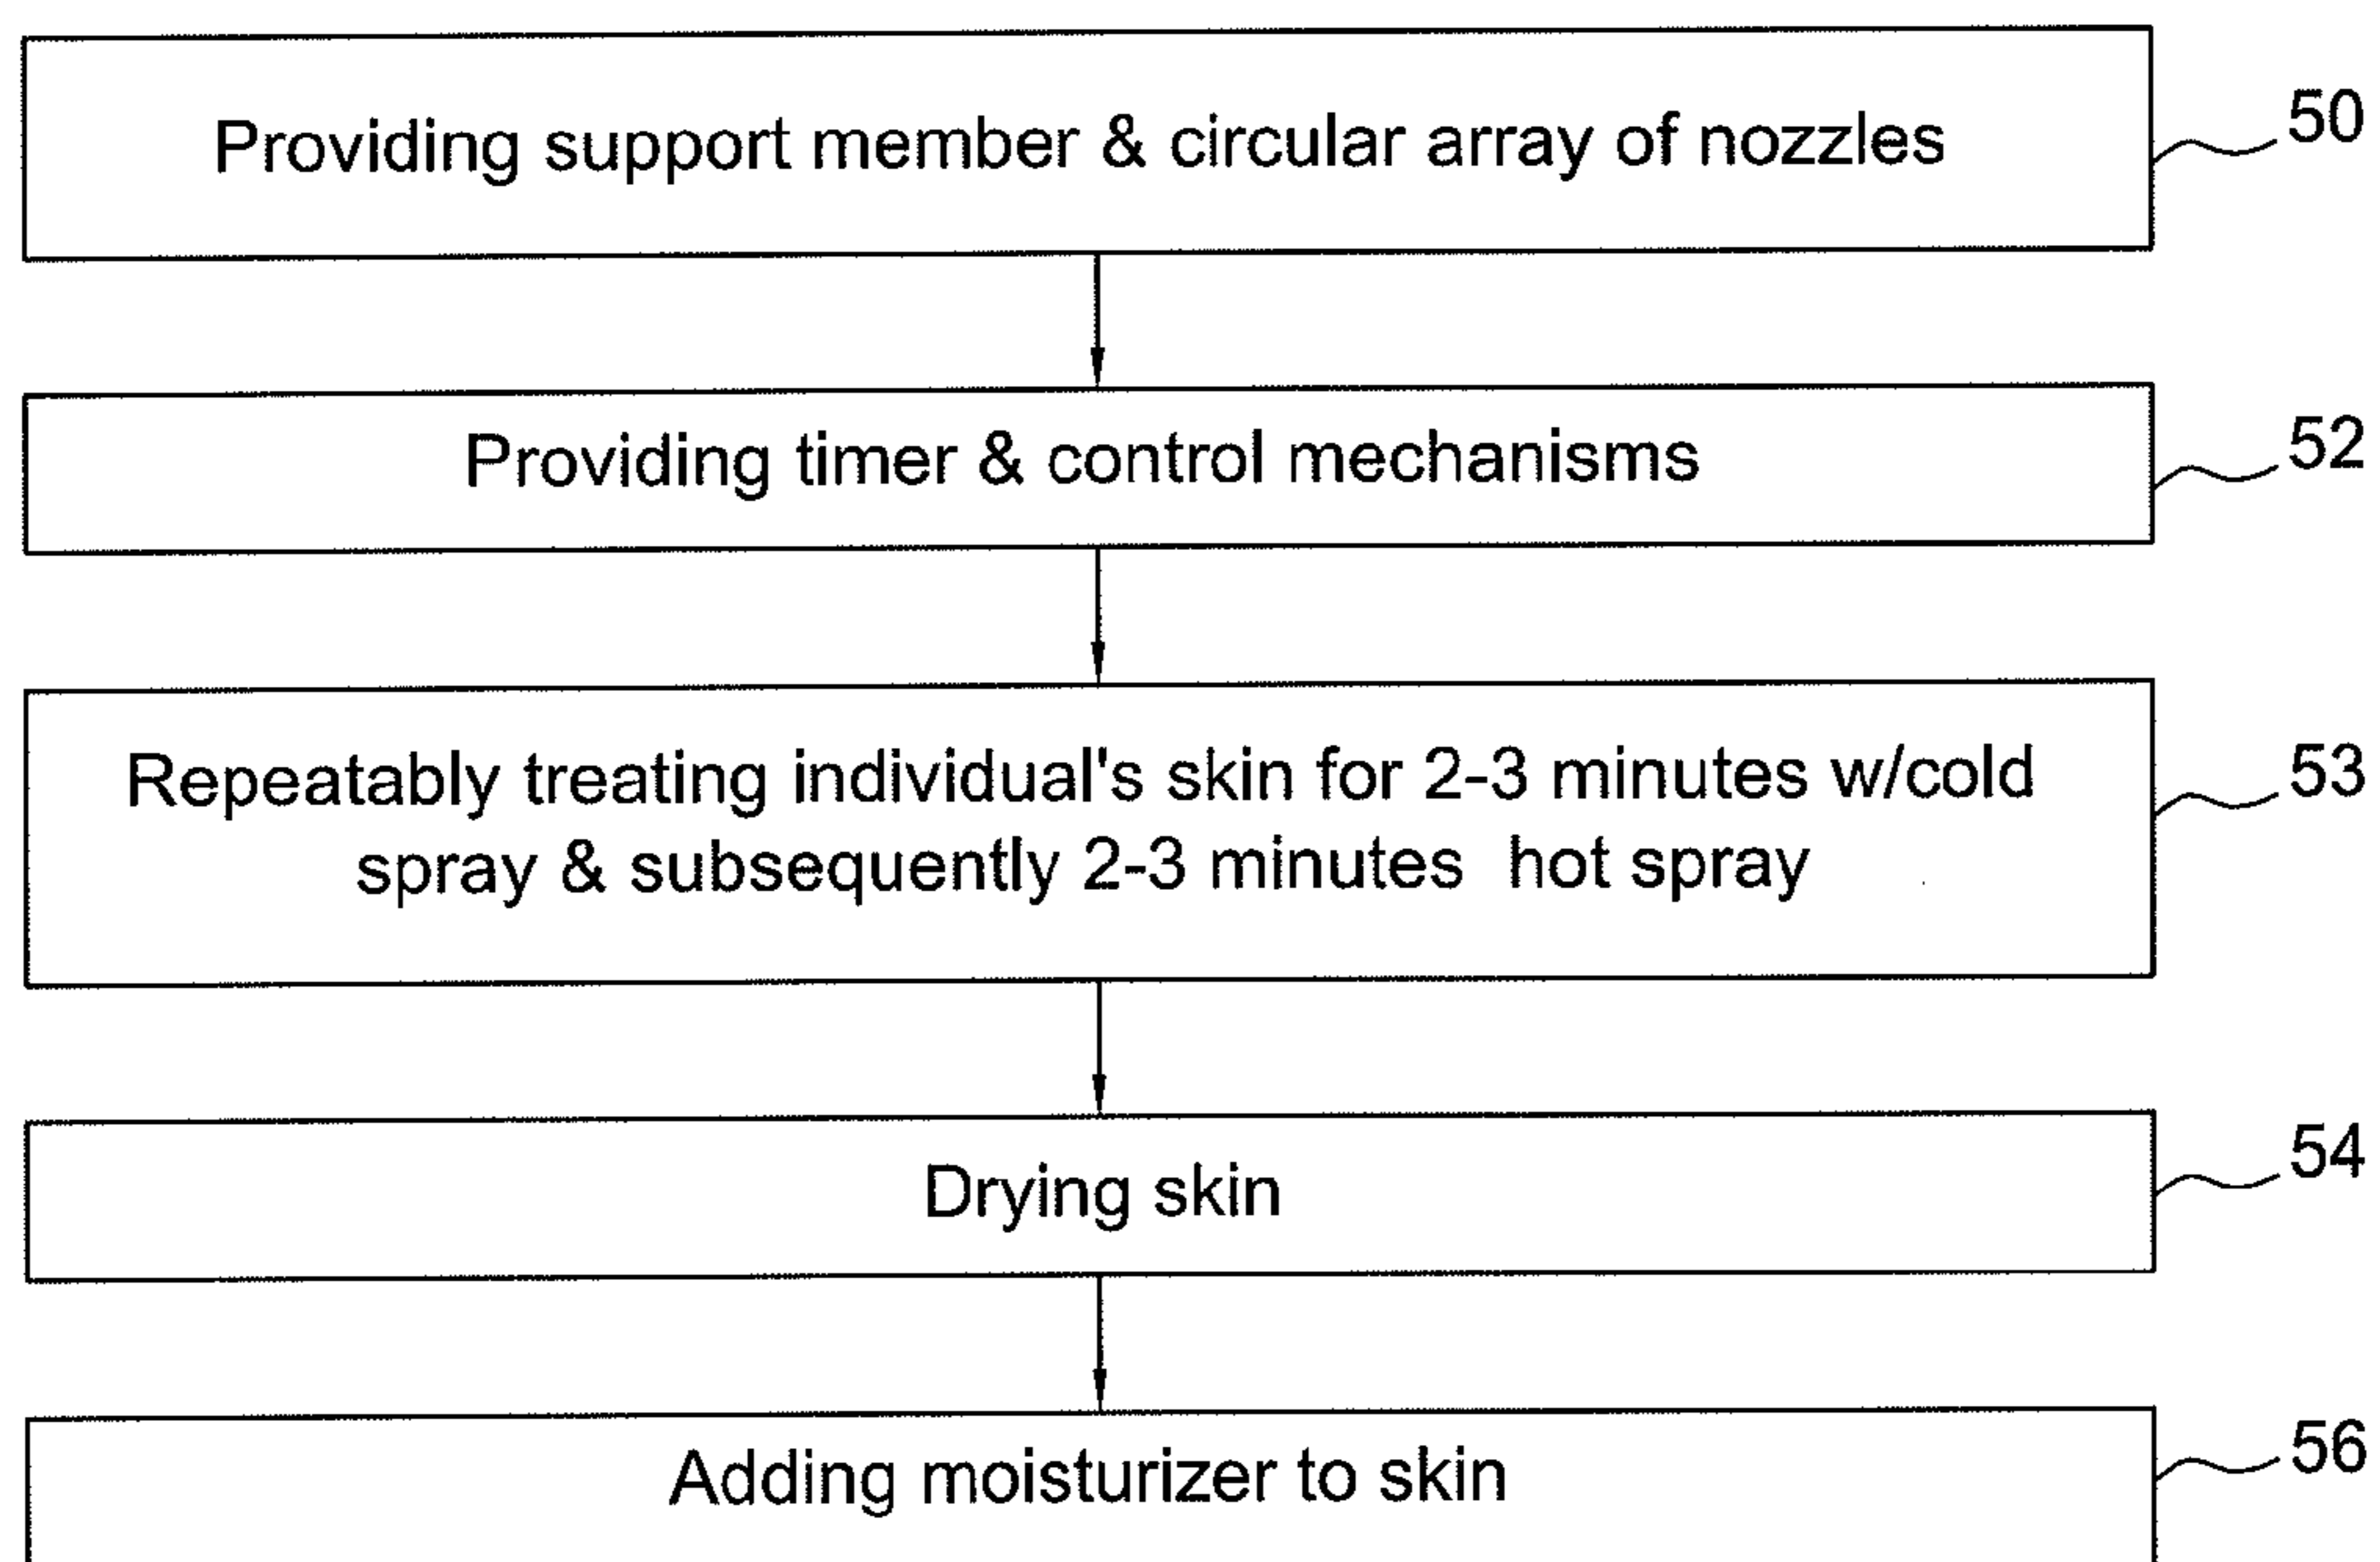 Providing support member & circular array of nozzles
50
Providing timer & control mechanisms
52
Repeatably treating individual's skin for 2-3 minutes w/cold
spray & subsequently 2-3 minutes hot spray
53
Drying skin
54
Adding moisturizer to skin
56